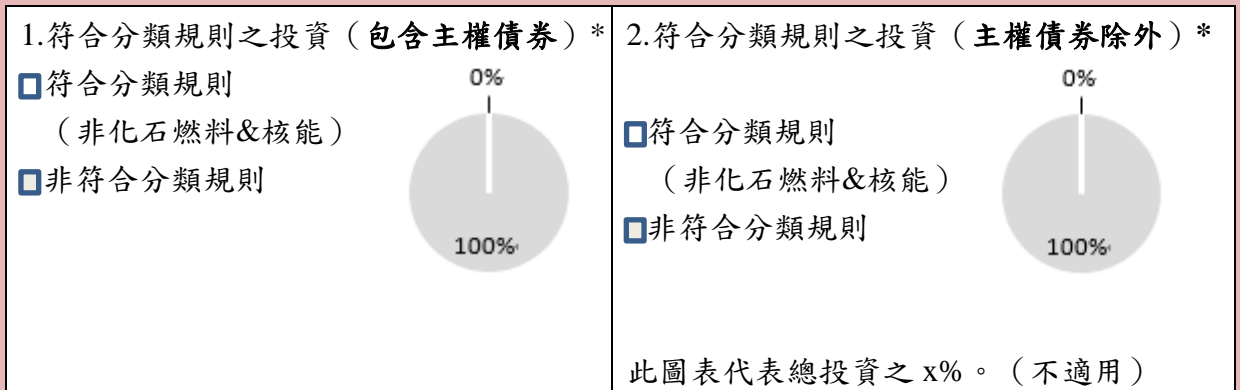 1.符合分類規則之投資（包含主權債券）*
符合分類規則
（非化石燃料&核能）
非符合分類規則
0%
100%
2.符合分類規則之投資（主權債券除外）*
符合分類規則
（非化石燃料&核能）
非符合分類規則
0%
100%
此圖表代表總投資之 x%。（不適用）